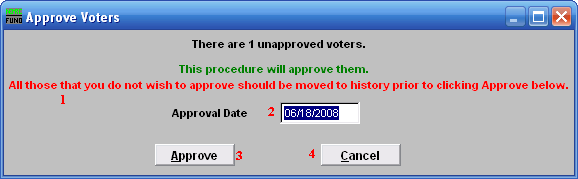 FUND Approve Voters
There are 1 unapproved voters.
This procedure will approve them.
All those that you do not wish to approve should be moved to history prior to clicking Approve below.
1
Approval Date 2 06/18/2008
Approve 3 4 Cancel